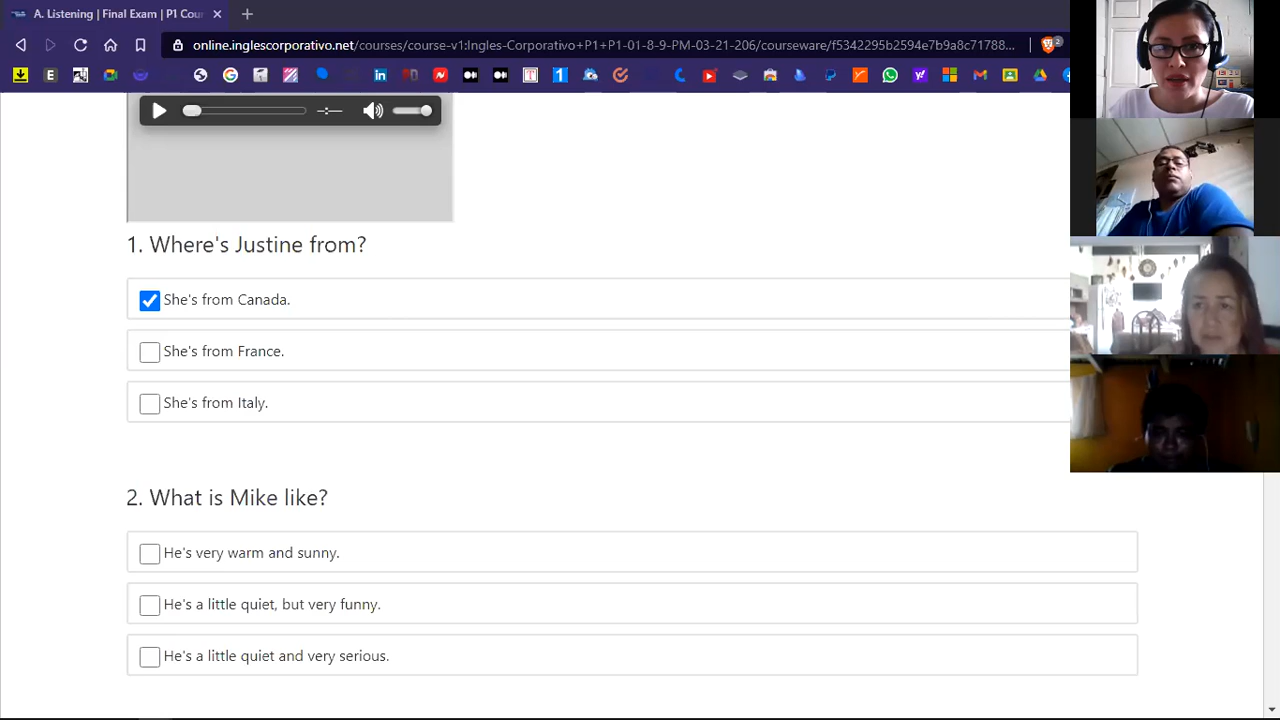 A. Listening | Final Exam | P1 Cou
online.inglescorporativo.net/courses/course-v1:Ingles-Corporativo+P1+P1-01-8-9-PM-03-21-206/courseware/f5342295b2594e7b9a8c71788...
1. Where's Justine from?
She's from Canada.
She's from France.
She's from Italy.
2. What is Mike like?
He's very warm and sunny.
He's a little quiet, but very funny.
He's a little quiet and very serious.